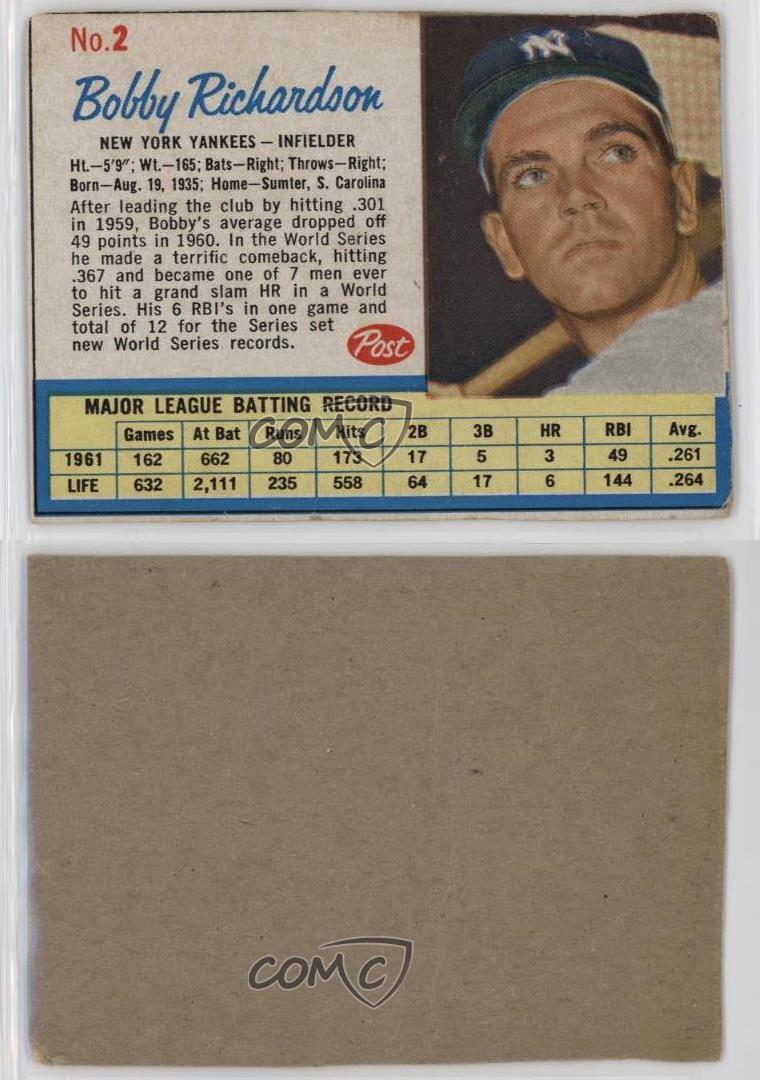 No.2
Bobby Richardson
NEW YORK YANKEES — INFIELDER
Ht.—5'9"; Wt.—165; Bats—Right; Throws—Right;
Born—Aug. 19, 1935; Home—Sumter, S. Carolina
After leading the club by hitting .301
in 1959, Bobby's average dropped off
49 points in 1960. In the World Series
he made a terrific comeback, hitting
.367 and became one of 7 men ever
to hit a grand slam HR in a World
Series. His 6 RBI's in one game and
total of 12 for the Series set
new World Series records.
Post
NY
MAJOR LEAGUE BATTING RECORD
Games At Bat Runs Hits 2B 3B HR RBI Avg.
1961 162 662 80 173 17 5 3 49 .261
LIFE 632 2,111 235 558 64 17 6 144 .264
COMC
COMC